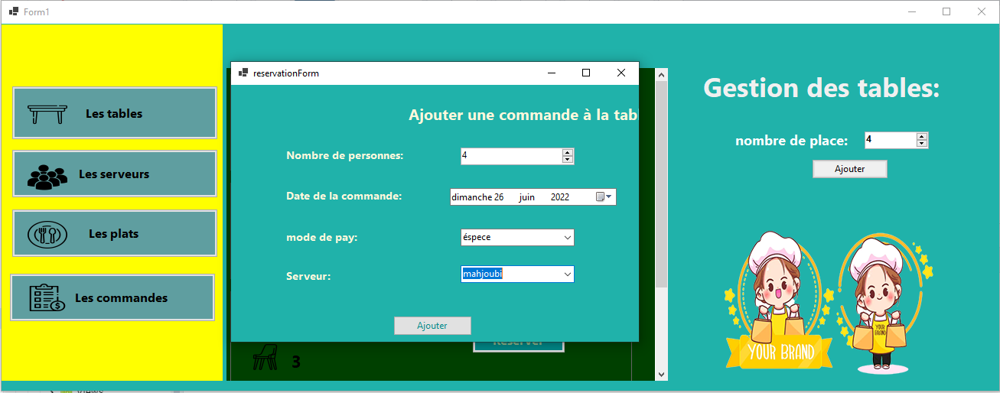 Form1
Les tables
Les serveurs
Les plats
Les commandes
reservationForm
Ajouter une commande à la tab
Nombre de personnes:
4
Date de la commande:
dimanche 26 juin 2022
mode de pay:
éspece
Serveur:
mahjoubi
Ajouter
Réserver
3
Gestion des tables:
nombre de place:
4
Ajouter
YOUR BRAND
YOUR
BRAND
views